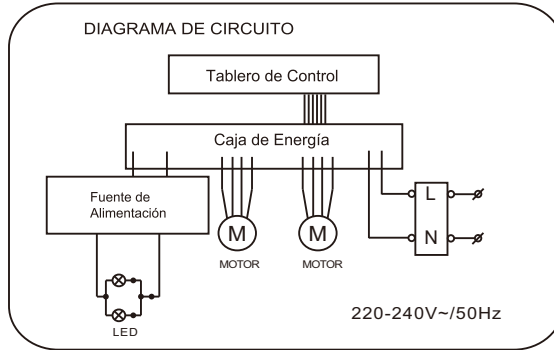 DIAGRAMA DE CIRCUITO
Tablero de Control
Caja de Energía
Fuente de
Alimentación
L
M
M
N
MOTOR
MOTOR
LED
220-240V~/50Hz